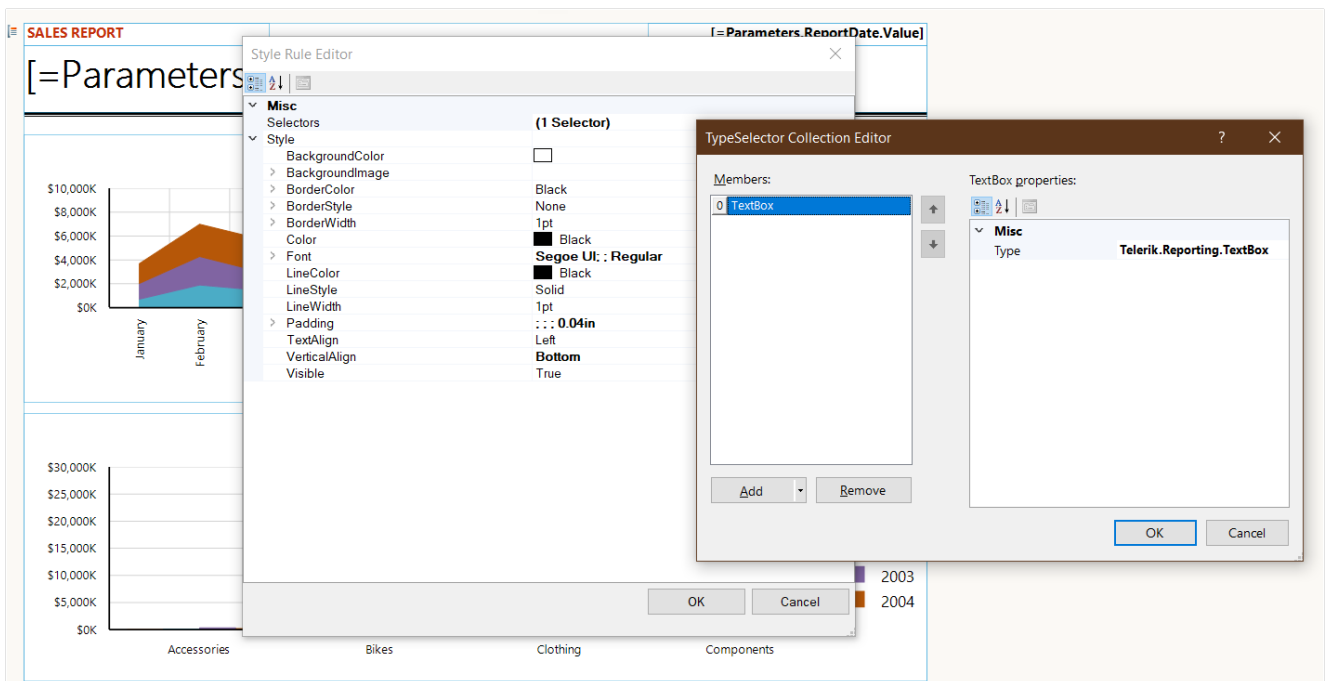 SALES REPORT
[=Parameters.ReportDate.Value]
[=Parameters
$10,000K
$8,000K
$6,000K
$4,000K
$2,000K
$0K
January
February
$30,000K
$25,000K
$20,000K
$15,000K
$10,000K
$5,000K
$0K
Accessories
Bikes
Clothing
Components
2003
2004
Style Rule Editor
Misc
Selectors (1 Selector)
Style
BackgroundColor
BackgroundImage
BorderColor Black
BorderStyle None
BorderWidth 1pt
Color Black
Font Segoe UI; ; Regular
LineColor Black
LineStyle Solid
LineWidth 1pt
Padding ; ; ; 0.04in
TextAlign Left
VerticalAlign Bottom
Visible True
OK
Cancel
TypeSelector Collection Editor
?
Members:
0 TextBox
Add
Remove
TextBox properties:
Misc
Type Telerik.Reporting.TextBox
OK
Cancel